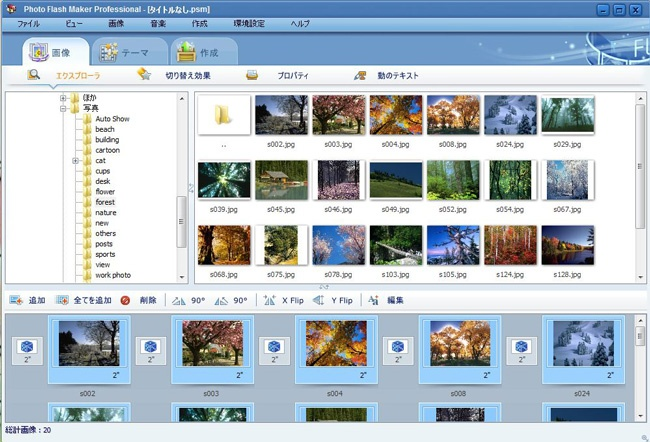 Photo Flash Maker Professional - [タイトルなし.psm]
ファイル ビュー 画像 音楽 作成 環境設定 ヘルプ
画像 テーマ 作成
エクスプローラ 切り替え効果 プロパティ 動のテキスト
ほか
写真
Auto Show
beach
building
cartoon
cat
cups
desk
flower
forest
nature
new
others
posts
sports
view
work photo
.. s002.jpg s003.jpg s004.jpg s008.jpg s024.jpg s029.jpg
s039.jpg s045.jpg s046.jpg s049.jpg s052.jpg s054.jpg s067.jpg
s068.jpg s075.jpg s078.jpg s103.jpg s105.jpg s124.jpg s128.jpg
追加 全てを追加 削除 90° 90° X Flip Y Flip 編集
2" 2" 2" 2" 2" 2" 2" 2" 2" 2"
s002 s003 s004 s008 s024
総計画像 : 20